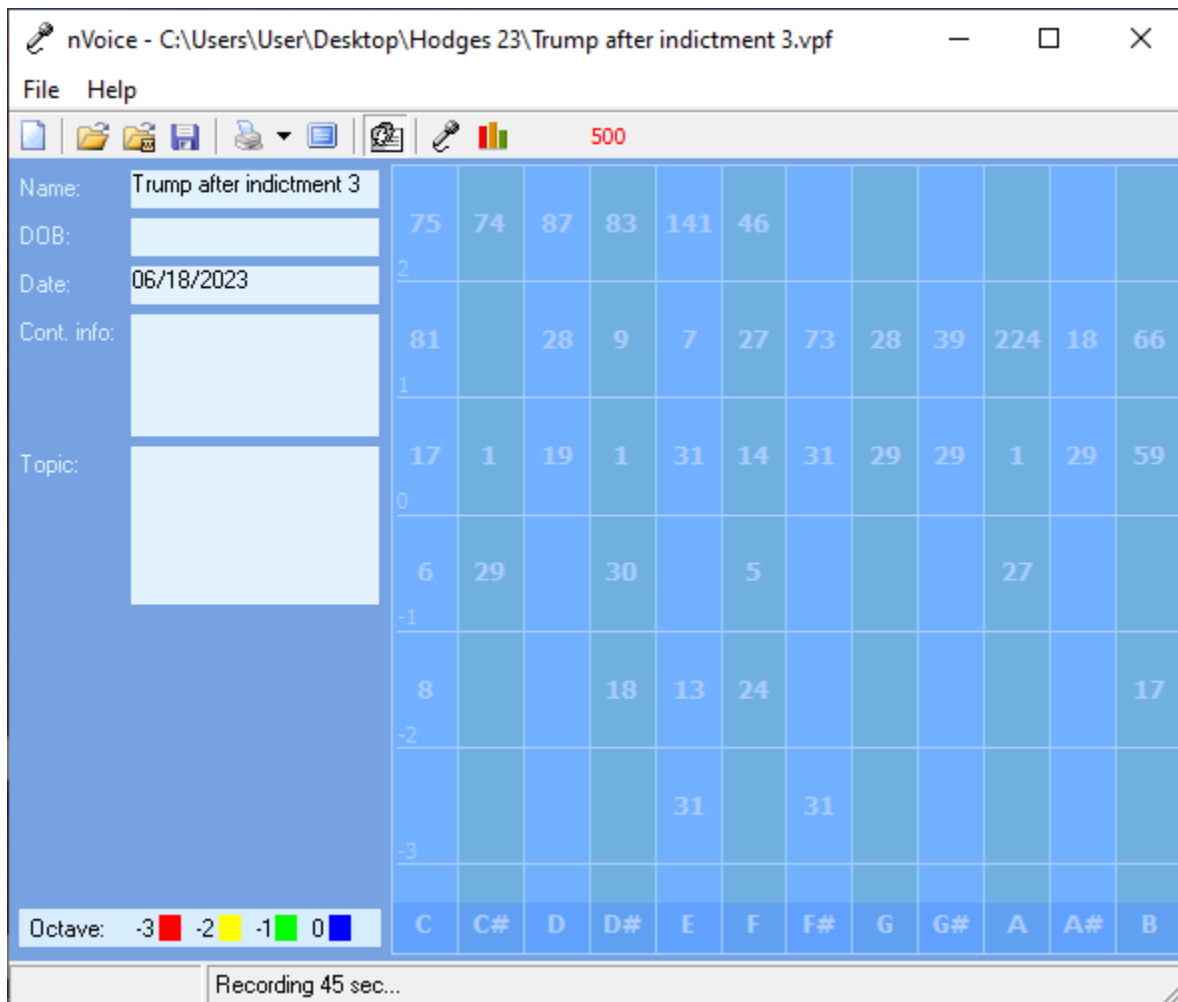 nVoice - C:\Users\User\Desktop\Hodges 23\Trump after indictment 3.vpf
File Help
500
Name: Trump after indictment 3
DOB:
Date: 06/18/2023
Cont. info:
Topic:
75 74 87 83 141 46
2
81 28 9 7 27 73 28 39 224 18 66
1
17 1 19 1 31 14 31 29 29 1 29 59
0
6 29 30 5 27
-1
8 18 13 24 17
-2
31 31
-3
Octave: -3 -2 -1 0
C C# D D# E F F# G G# A A# B
Recording 45 sec...